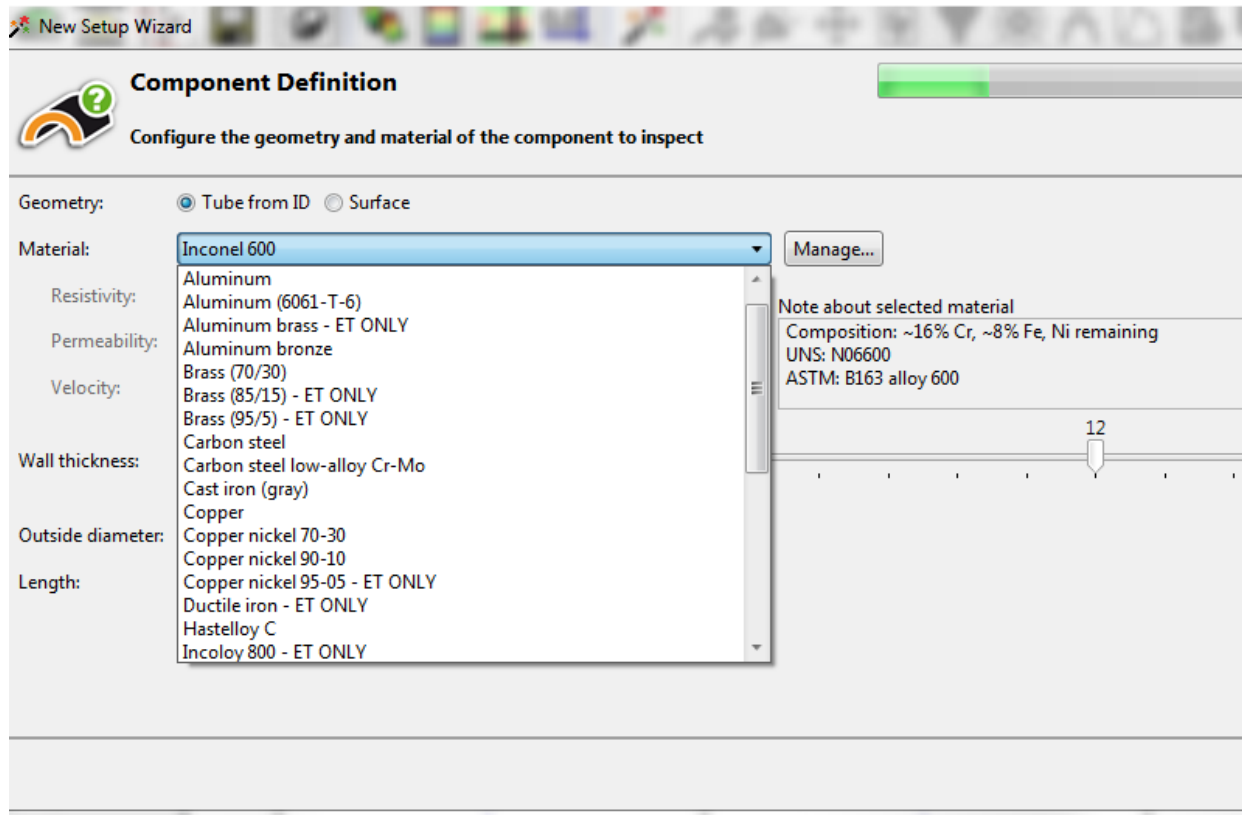 New Setup Wizard
Component Definition
Configure the geometry and material of the component to inspect
Geometry: Tube from ID Surface
Material: Inconel 600 Manage...
Aluminum
Resistivity: Aluminum (6061-T-6) Note about selected material
Aluminum brass - ET ONLY Composition: ~16% Cr, ~8% Fe, Ni remaining
Permeability: Aluminum bronze UNS: N06600
Brass (70/30) ASTM: B163 alloy 600
Velocity: Brass (85/15) - ET ONLY
Brass (95/5) - ET ONLY
12
Carbon steel
Wall thickness: Carbon steel low-alloy Cr-Mo
Cast iron (gray)
Copper
Outside diameter: Copper nickel 70-30
Copper nickel 90-10
Length: Copper nickel 95-05 - ET ONLY
Ductile iron - ET ONLY
Hastelloy C
Incoloy 800 - ET ONLY